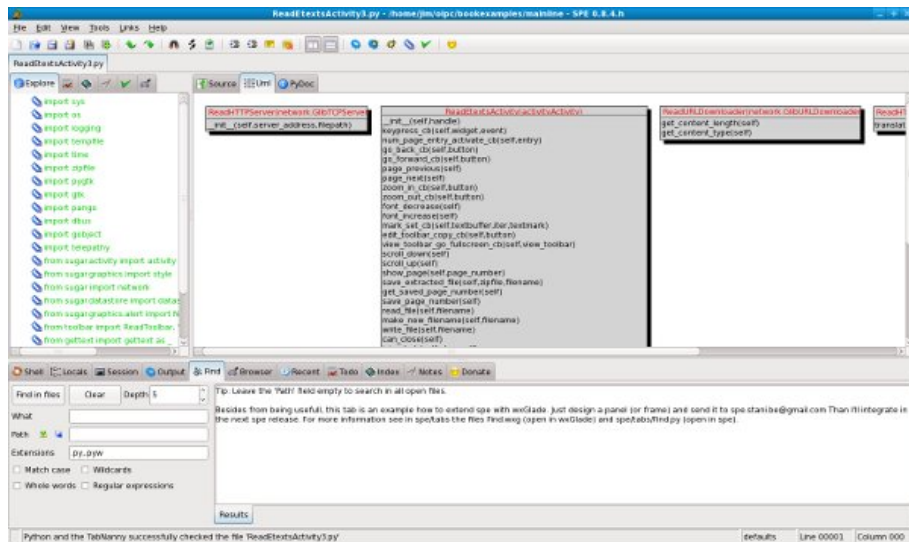 ReadEtextsActivity3.py - /home/jim/olpc/bookexamples/mainline - SPE 0.8.4.h
File Edit View Tools Links Help
ReadEtextsActivity3.py
Explore
Source Uml PyDoc
import sys
import os
import logging
import tempfile
import time
import zipfile
import pygtk
import gtk
import pango
import dbus
import gobject
import telepathy
from sugar.activity import activity
from sugar.graphics import style
from sugar import network
from sugar.datastore import datas
from sugar.graphics.alert import N
from toolbar import ReadToolbar,
from gettext import gettext as _
ReadHTTPServer(network.GlibTCPServer
__init__(self,server_address,filepath)
ReadEtextsActivity(activity.Activity)
__init__(self,handle)
keypress_cb(self,widget,event)
num_page_entry_activate_cb(self,entry)
go_back_cb(self,button)
go_forward_cb(self,button)
page_previous(self)
page_next(self)
zoom_in_cb(self,button)
zoom_out_cb(self,button)
font_decrease(self)
font_increase(self)
mark_set_cb(self,textbuffer,iter,textmark)
edit_toolbar_copy_cb(self,button)
view_toolbar_go_fullscreen_cb(self,view_toolbar)
scroll_down(self)
scroll_up(self)
show_page(self,page_number)
save_extracted_file(self,zipfile,filename)
get_saved_page_number(self)
save_page_number(self)
read_file(self,filename)
make_new_filename(self,filename)
write_file(self,filename)
can_close(self)
ReadURLDownloader(network.GlibURLDownloader
get_content_length(self)
get_content_type(self)
ReadHT
translat
Shell Locals Session Output Find Browser Recent Todo Index Notes Donate
Find in files Clear Depth 5
What
Path
Extensions py,pyw
Match case Wildcards
Whole words Regular expressions
Tip: Leave the 'Path' field empty to search in all open files.
Besides from being usefull, this tab is an example how to extend spe with wxGlade. Just design a panel (or frame) and send it to spe.stani.be@gmail.com Than I'll integrate in
the next spe release. For more information see in spe/tabs the files Find.wxg (open in wxGlade) and spe/tabs/find.py (open in spe).
Results
Python and the TabNanny successfully checked the file 'ReadEtextsActivity3.py'
defaults Line 00001 Column 000